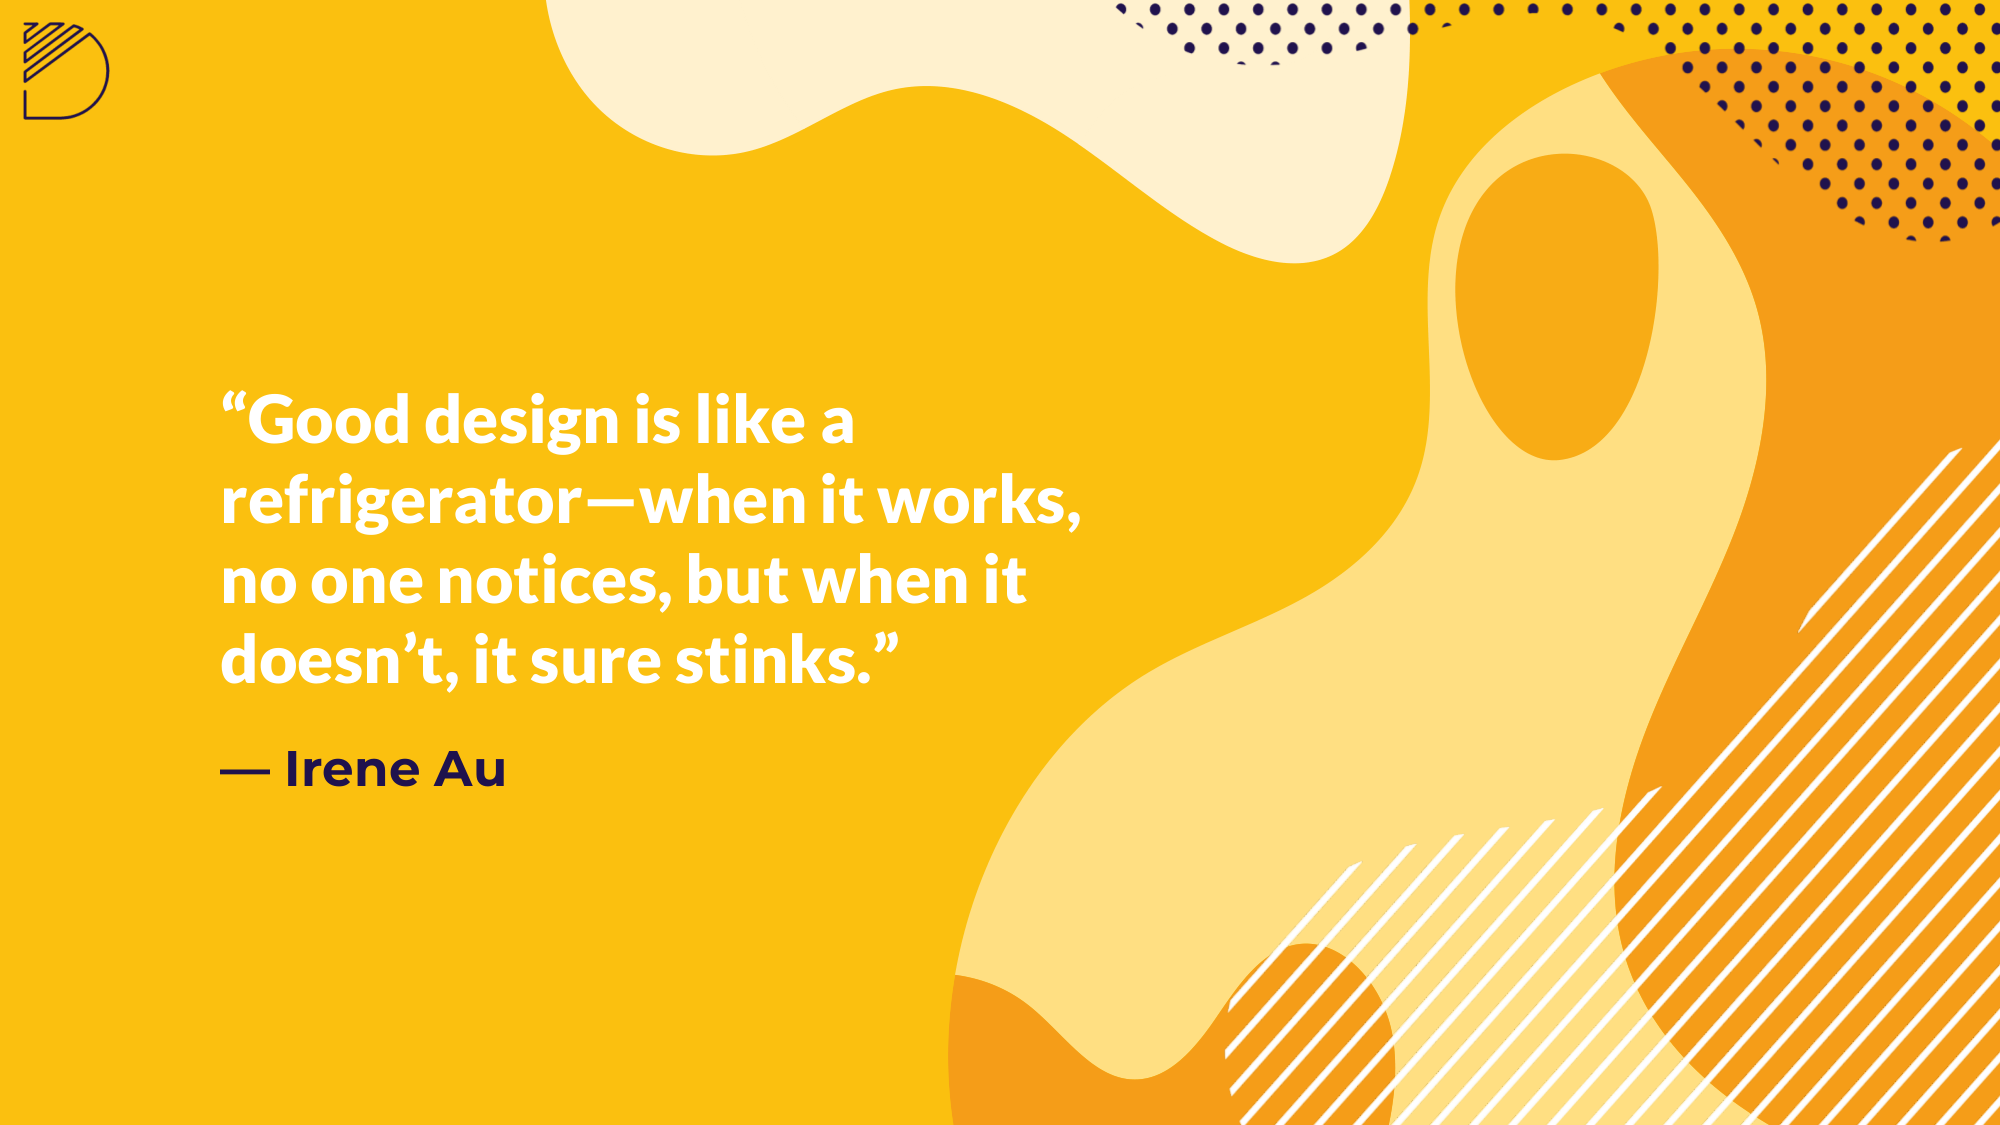 “Good design is like a
refrigerator—when it works,
no one notices, but when it
doesn’t, it sure stinks.”
— Irene Au